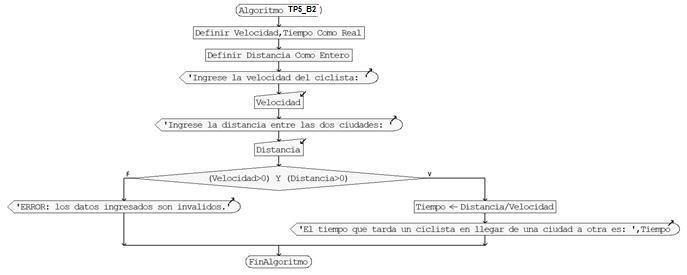 Algoritmo TP5_B2
Definir Velocidad,Tiempo Como Real
Definir Distancia Como Entero
'Ingrese la velocidad del ciclista:
Velocidad
'Ingrese la distancia entre las dos ciudades:
Distancia
F
(Velocidad>0) Y (Distancia>0)
V
'ERROR: los datos ingresados son invalidos.'
Tiempo ← Distancia/Velocidad
'El tiempo que tarda un ciclista en llegar de una ciudad a otra es: ',Tiempo
FinAlgoritmo